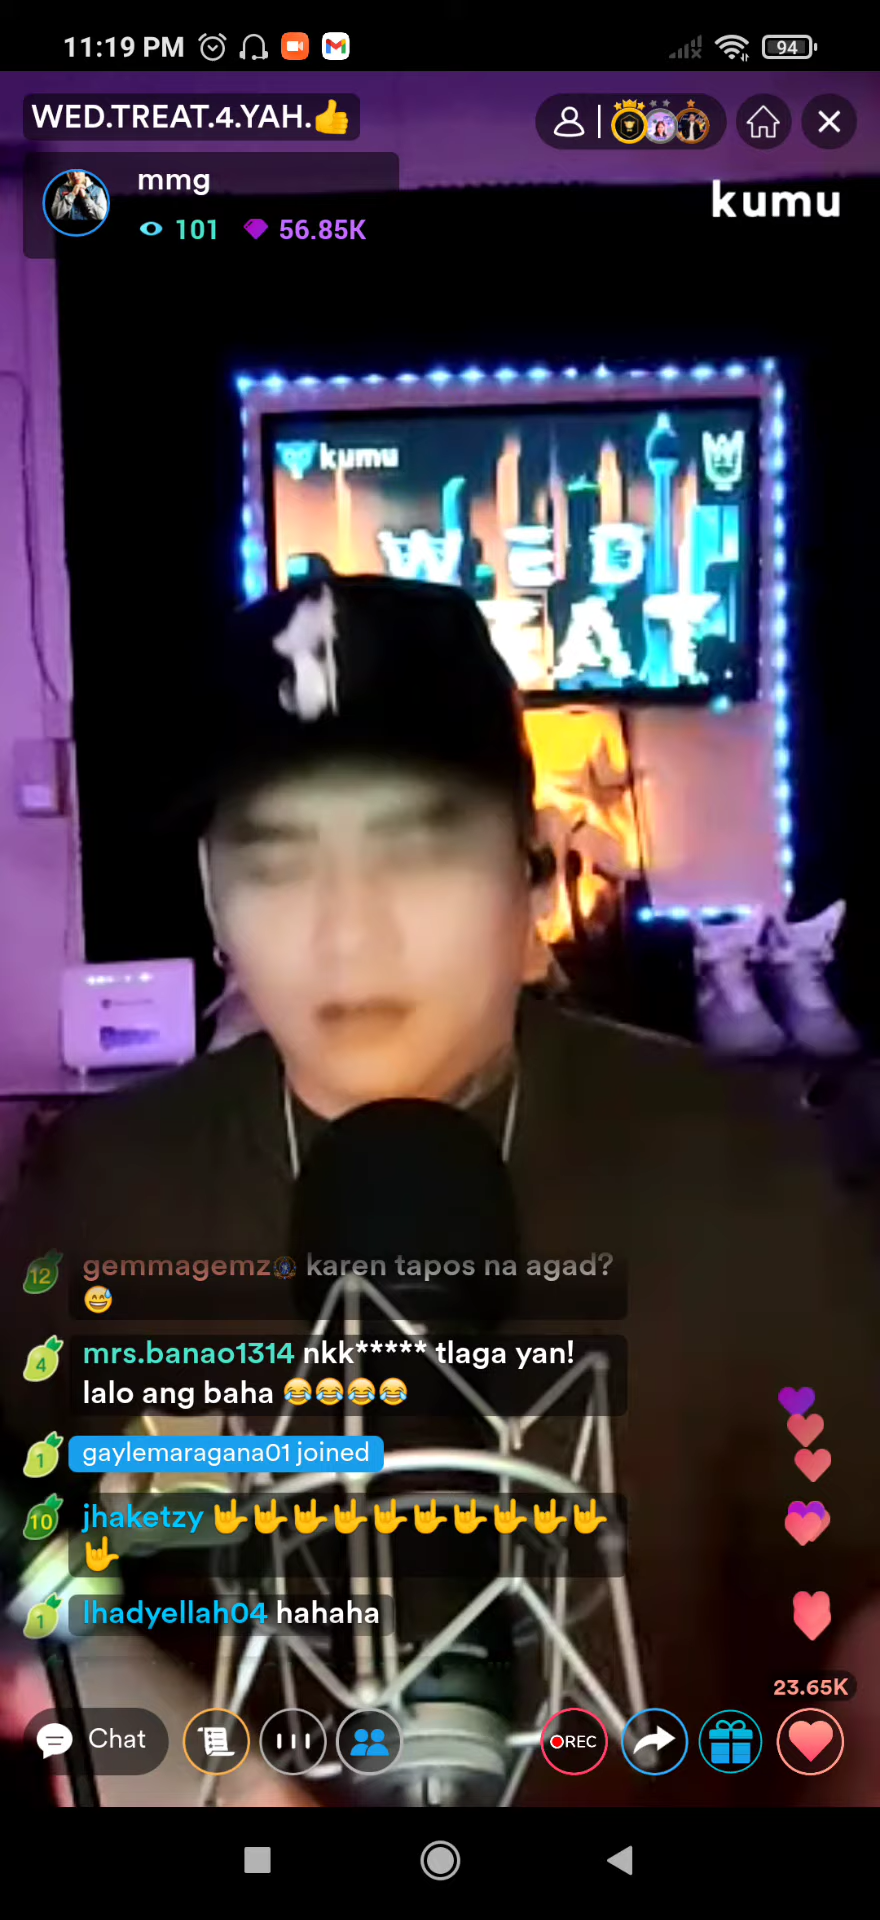 11:19 PM
94
WED.TREAT.4.YAH.👍
mmg
101 56.85K
kumu
kumu
WED
EAT
12
gemmagemz karen tapos na agad?
😅
4
mrs.banao1314 nkk***** tlaga yan!
lalo ang baha 😂😂😂😂
1
gaylemaragana01 joined
10
jhaketzy 🤟🤟🤟🤟🤟🤟🤟🤟🤟🤟
🤟
1
lhadyellah04 hahaha
23.65K
Chat
REC